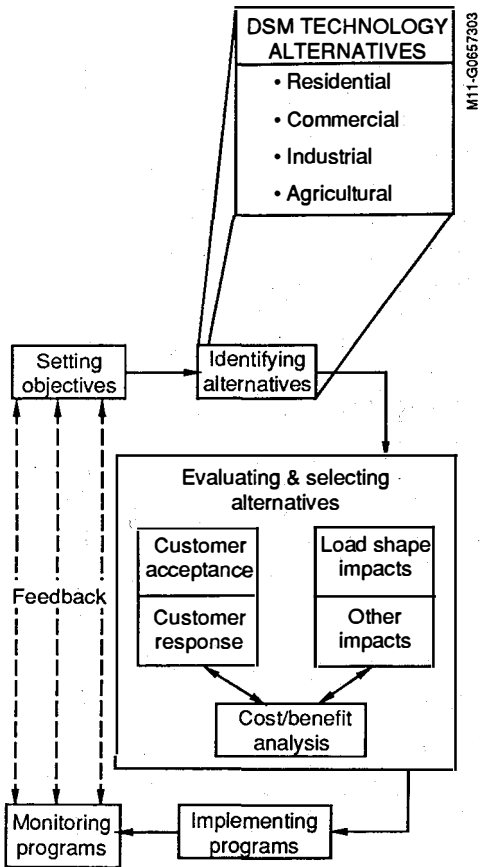 DSM TECHNOLOGY
ALTERNATIVES
• Residential
• Commercial
• Industrial
• Agricultural
M11-G0657303
Setting
objectives
Identifying
alternatives
Evaluating & selecting
alternatives
Customer
acceptance
Customer
response
Load shape
impacts
Other
impacts
Cost/benefit
analysis
Feedback
Monitoring
programs
Implementing
programs